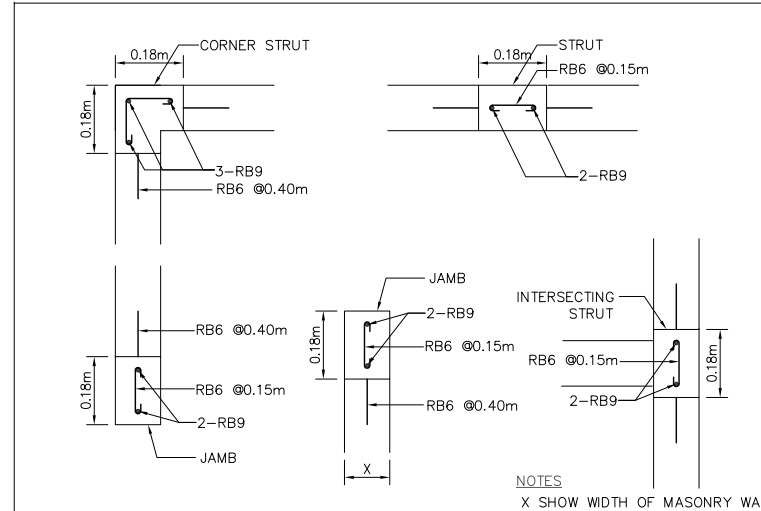 CORNER STRUT
0.18m
0.18m
3-RB9
RB6 @0.40m
STRUT
0.18m
RB6 @0.15m
2-RB9
RB6 @0.40m
0.18m
RB6 @0.15m
2-RB9
JAMB
JAMB
2-RB9
0.18m
RB6 @0.15m
RB6 @0.40m
X
INTERSECTING
STRUT
RB6 @0.15m
0.18m
2-RB9
NOTES
X SHOW WIDTH OF MASONRY WA